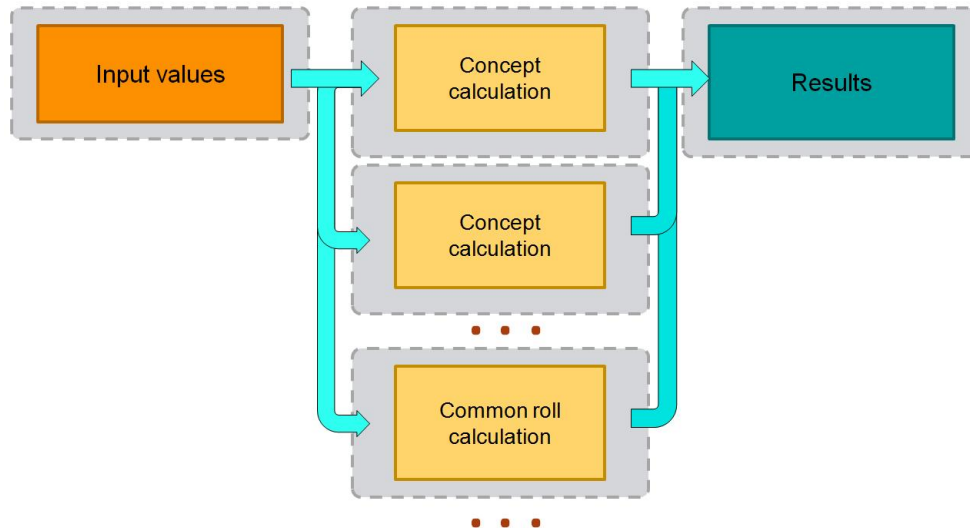 Input values
Concept
calculation
Results
Concept
calculation
. . .
Common roll
calculation
. . .